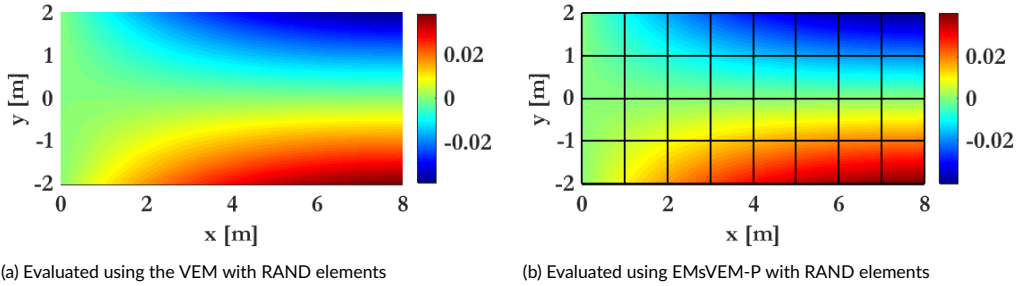 2
1
0
-1
-2
y [m]
0 2 4 6 8
x [m]
0.02
0
-0.02
(a) Evaluated using the VEM with RAND elements
2
1
0
-1
-2
y [m]
0 2 4 6 8
x [m]
0.02
0
-0.02
(b) Evaluated using EMsVEM-P with RAND elements